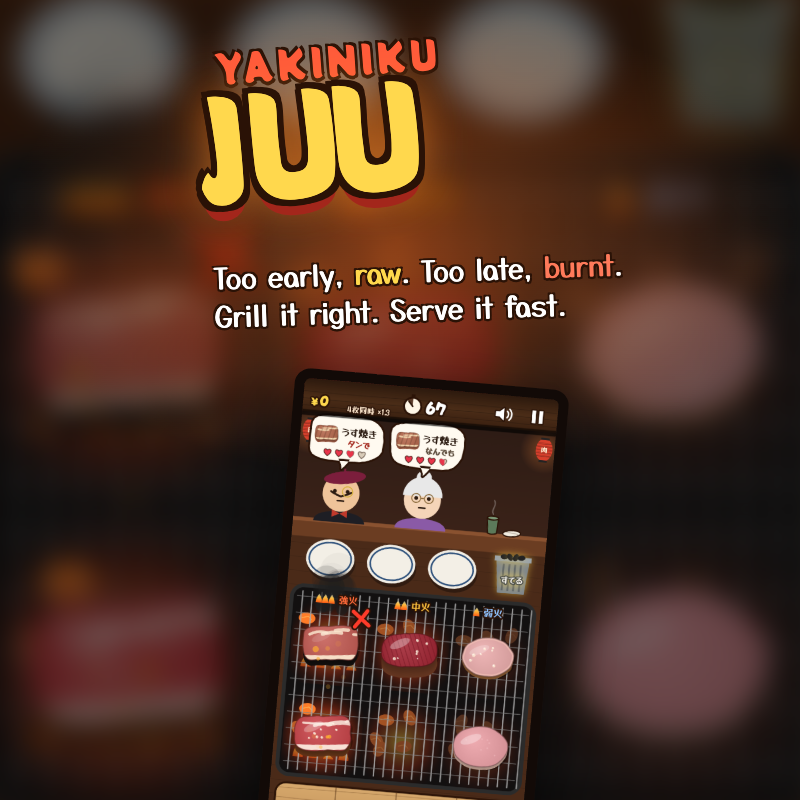 YAKINIKU
JUU
Too early, raw. Too late, burnt.
Grill it right. Serve it fast.
¥0
4枚同時 ×1.3
67
うす焼き
タンで
うす焼き
なんでも
肉
すてる
強火
中火
弱火